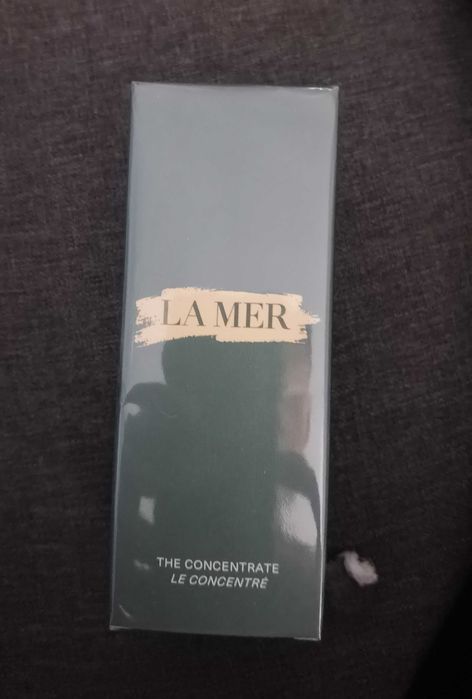 LA MER
THE CONCENTRATE
LE CONCENTRÉ